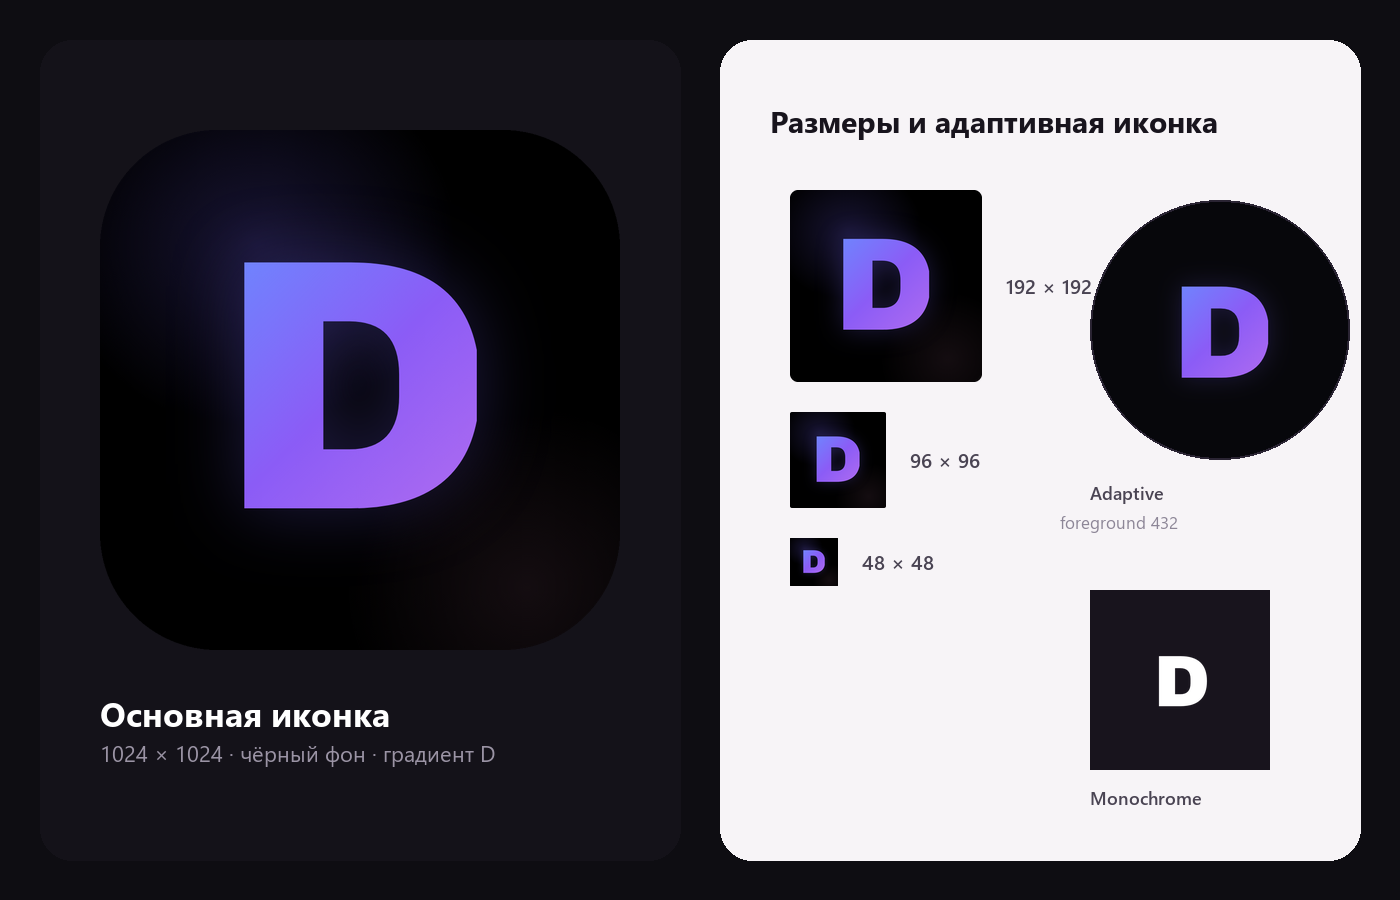 D
Основная иконка
1024 × 1024 · чёрный фон · градиент D
Размеры и адаптивная иконка
D
192 × 192
D
D
96 × 96
D
48 × 48
Adaptive
foreground 432
D
Monochrome